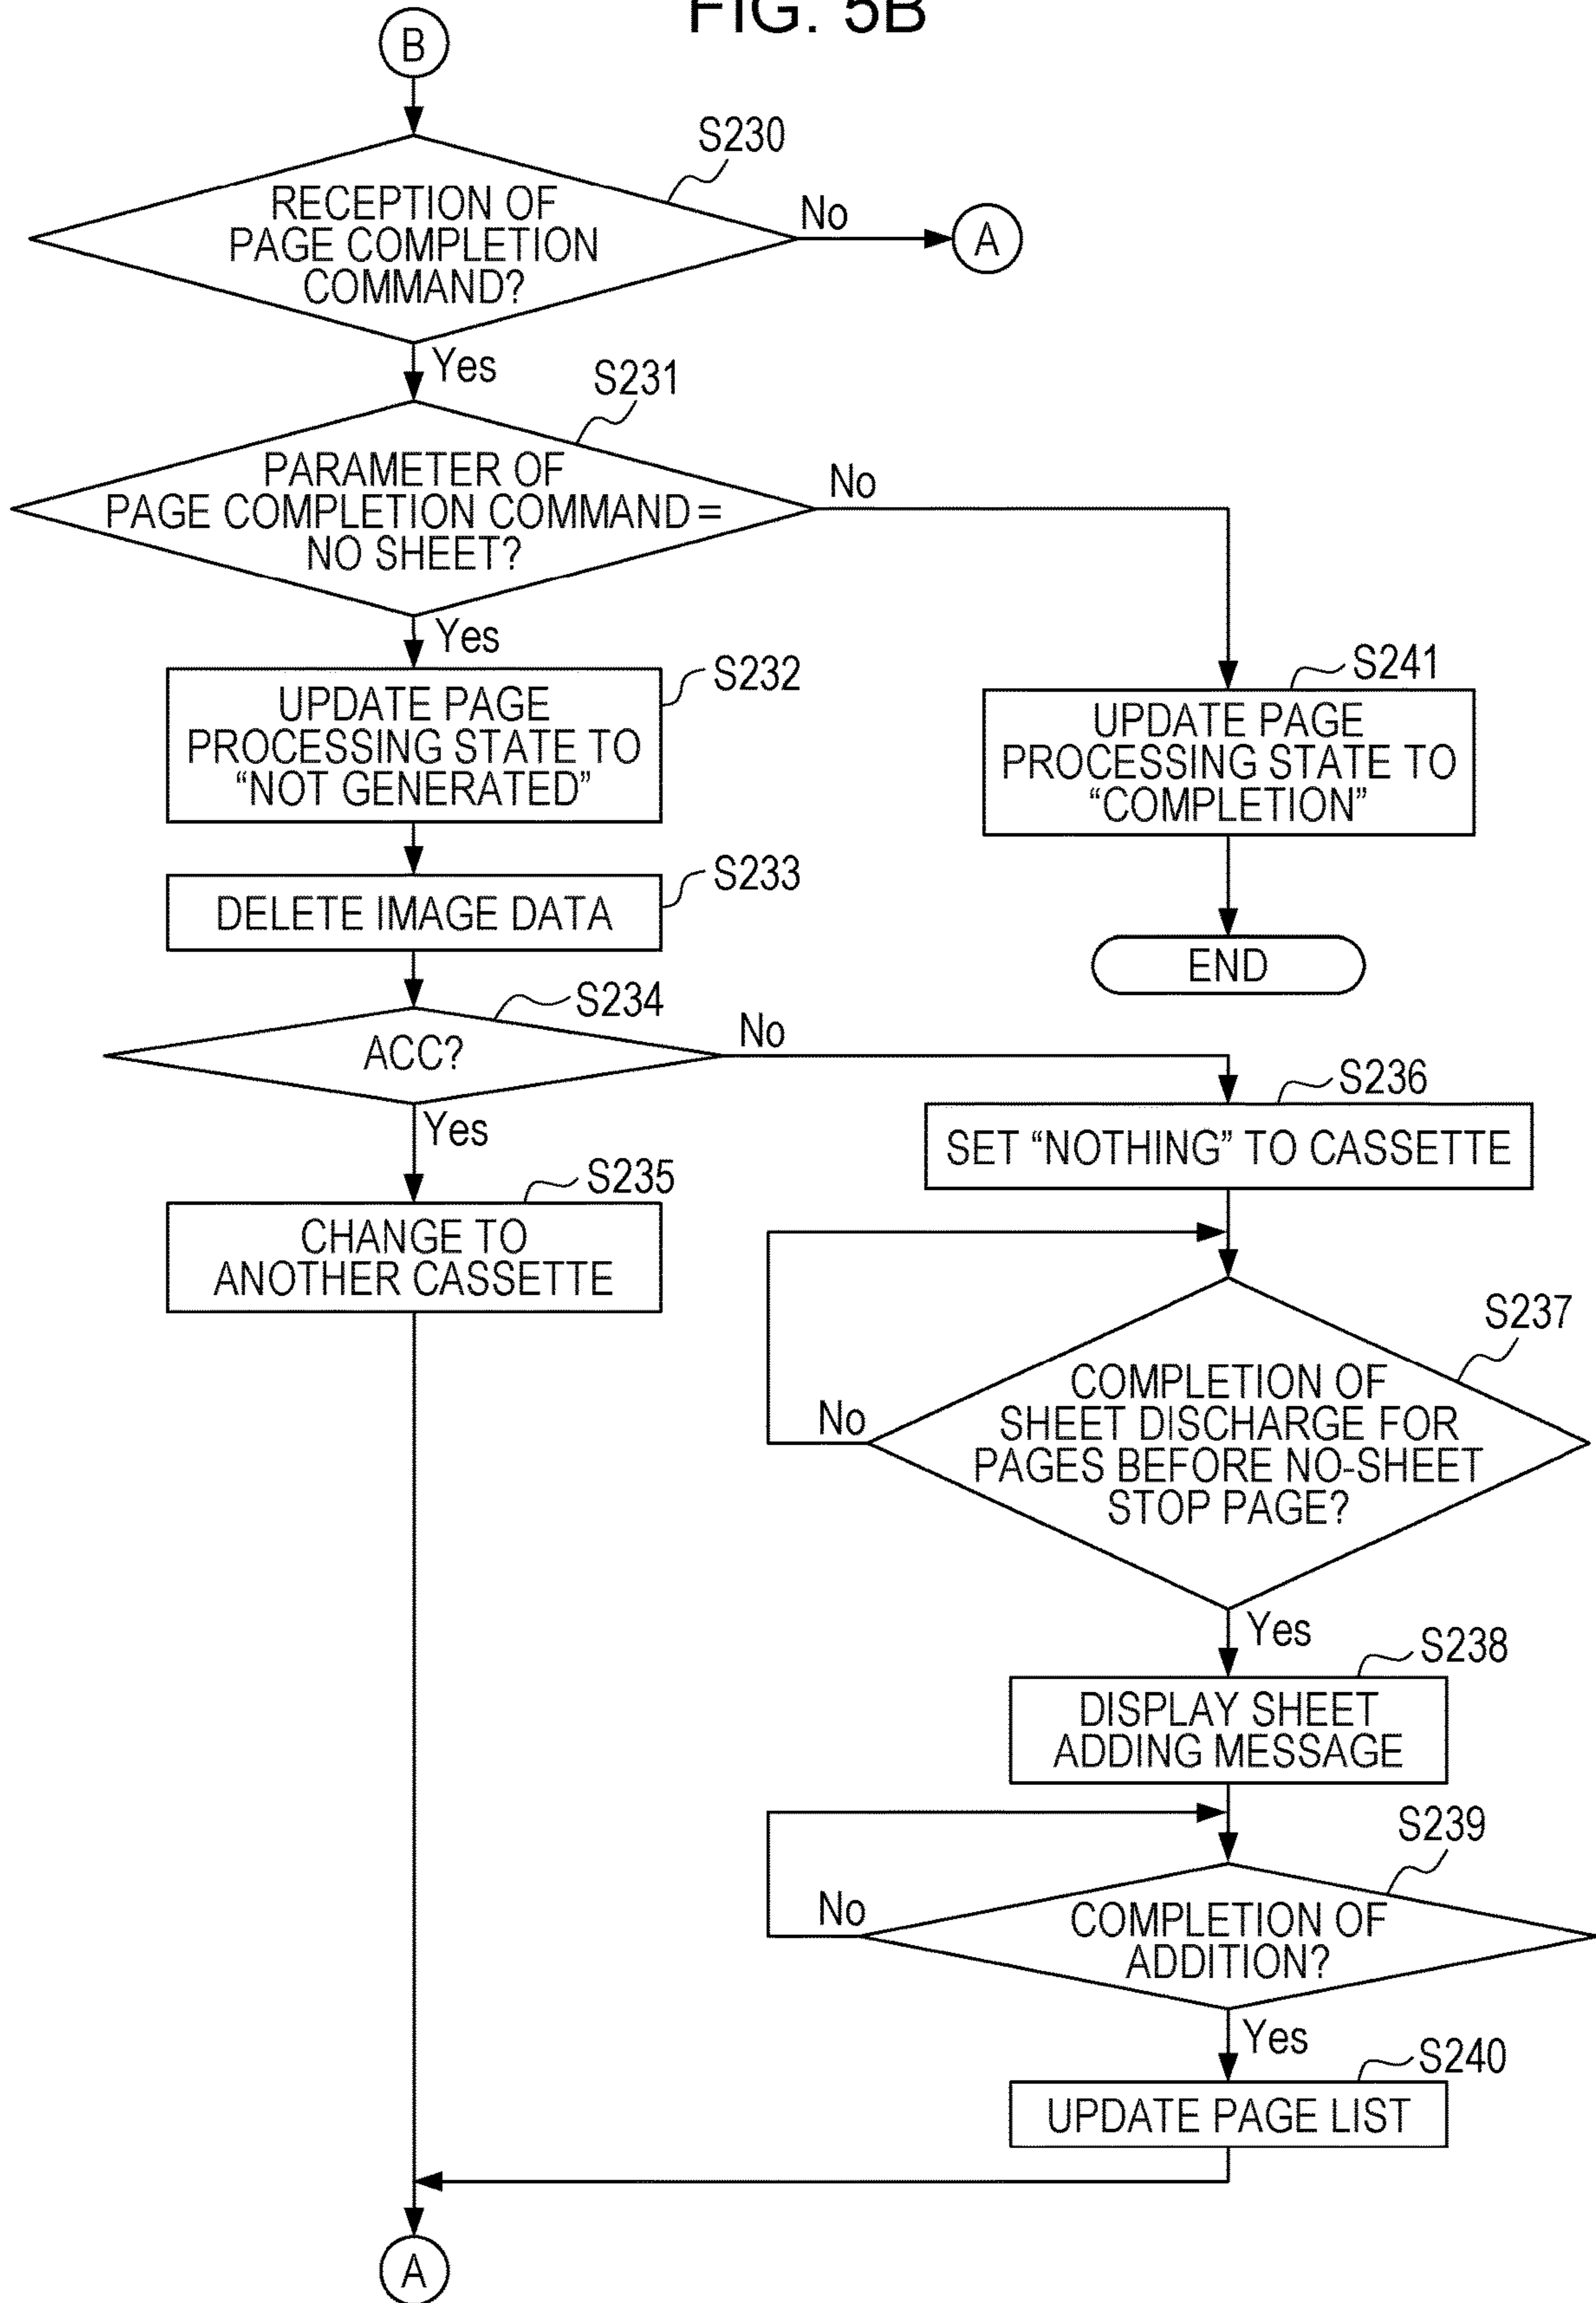 FIG. 5B
B
S230
RECEPTION OF
PAGE COMPLETION
COMMAND?
No
A
Yes
S231
PARAMETER OF
PAGE COMPLETION COMMAND =
NO SHEET?
No
Yes
S232
UPDATE PAGE
PROCESSING STATE TO
“NOT GENERATED”
S241
UPDATE PAGE
PROCESSING STATE TO
“COMPLETION”
S233
DELETE IMAGE DATA
END
S234
ACC?
No
Yes
S236
SET “NOTHING” TO CASSETTE
S235
CHANGE TO
ANOTHER CASSETTE
S237
COMPLETION OF
SHEET DISCHARGE FOR
PAGES BEFORE NO-SHEET
STOP PAGE?
No
Yes
S238
DISPLAY SHEET
ADDING MESSAGE
S239
COMPLETION OF
ADDITION?
No
Yes
S240
UPDATE PAGE LIST
A